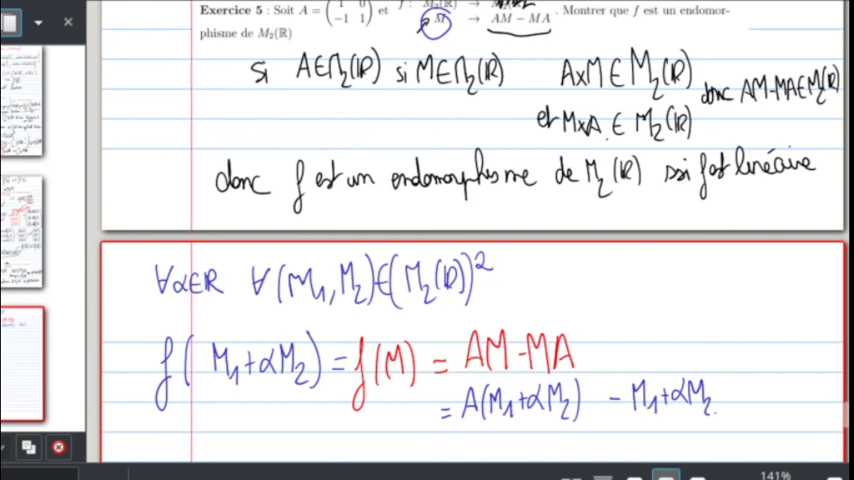 Exercice 5 : Soit A = ( 1 0 -1 1 ) et f : M₂(ℝ) → . Montrer que f est un endomor-
M → AM − MA
phisme de M₂(ℝ)
si A∈M₂(ℝ) si M∈M₂(ℝ) A×M ∈ M₂(ℝ) donc AM-MA∈M₂(ℝ)
et M×A ∈ M₂(ℝ)
donc f est un endomorphisme de M₂(ℝ) ssi f est linéaire
∀α∈ℝ ∀(M₁, M₂)∈(M₂(ℝ))²
f( M₁+αM₂) = f(M) = AM-MA
= A(M₁+αM₂) - M₁+αM₂
141%